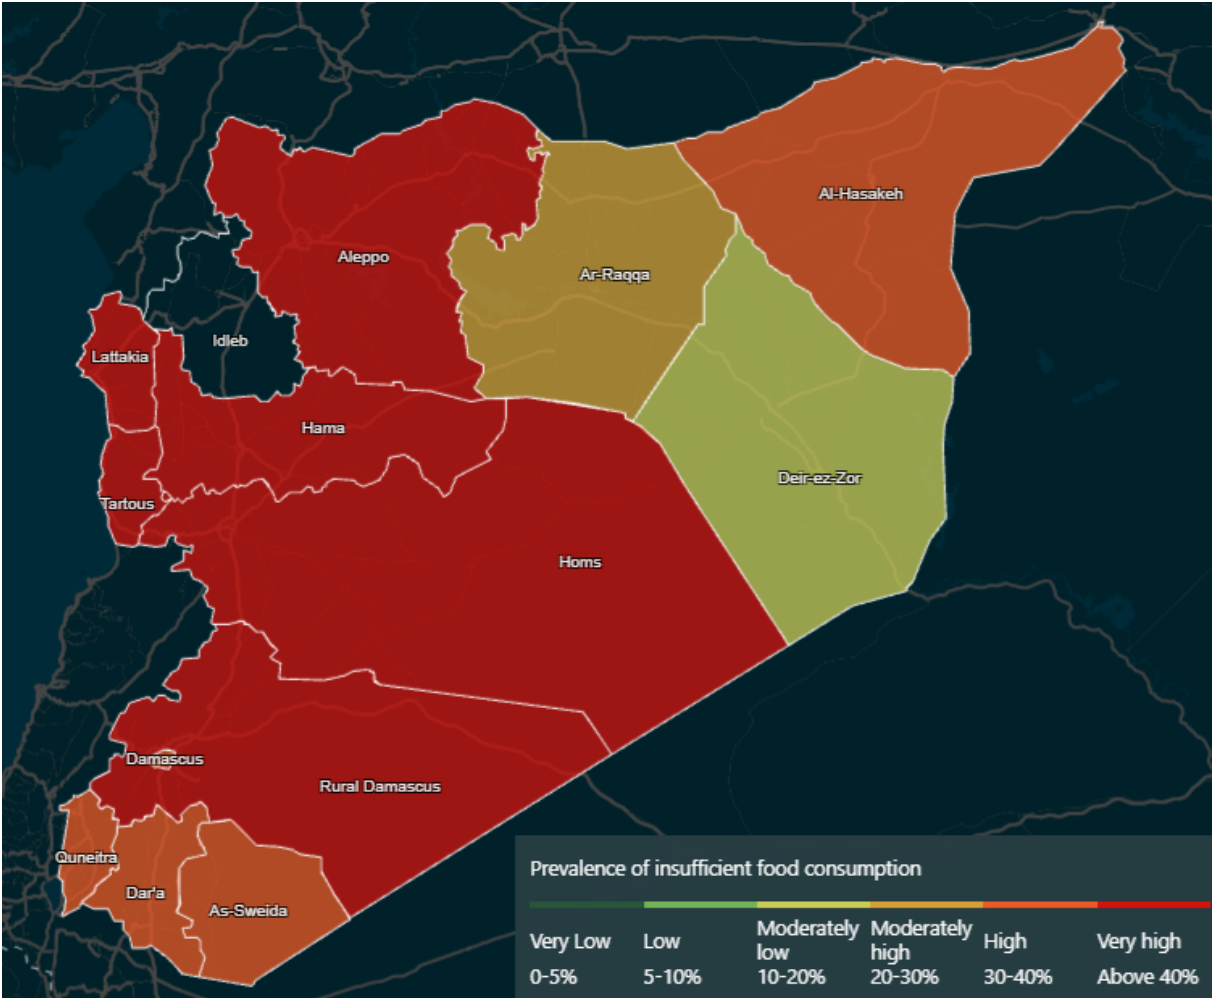 Al-Hasakeh
Aleppo
Ar-Raqqa
Idleb
Lattakia
Hama
Deir-ez-Zor
Tartous
Homs
Damascus
Rural Damascus
Quneitra
Dar'a
As-Sweida
Prevalence of insufficient food consumption
Very Low
0-5%
Low
5-10%
Moderately
low
10-20%
Moderately
high
20-30%
High
30-40%
Very high
Above 40%